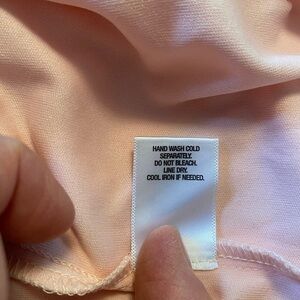 HAND WASH COLD
SEPARATELY.
DO NOT BLEACH.
LINE DRY.
COOL IRON IF NEEDED.